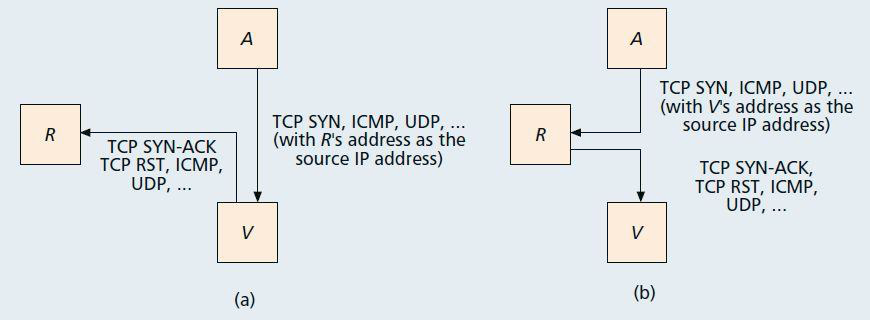 A
R
TCP SYN, ICMP, UDP, ...
(with R's address as the
source IP address)
TCP SYN-ACK
TCP RST, ICMP,
UDP, ...
V
(a)
A
TCP SYN, ICMP, UDP, ...
(with V's address as the
source IP address)
R
TCP SYN-ACK,
TCP RST, ICMP,
UDP, ...
V
(b)